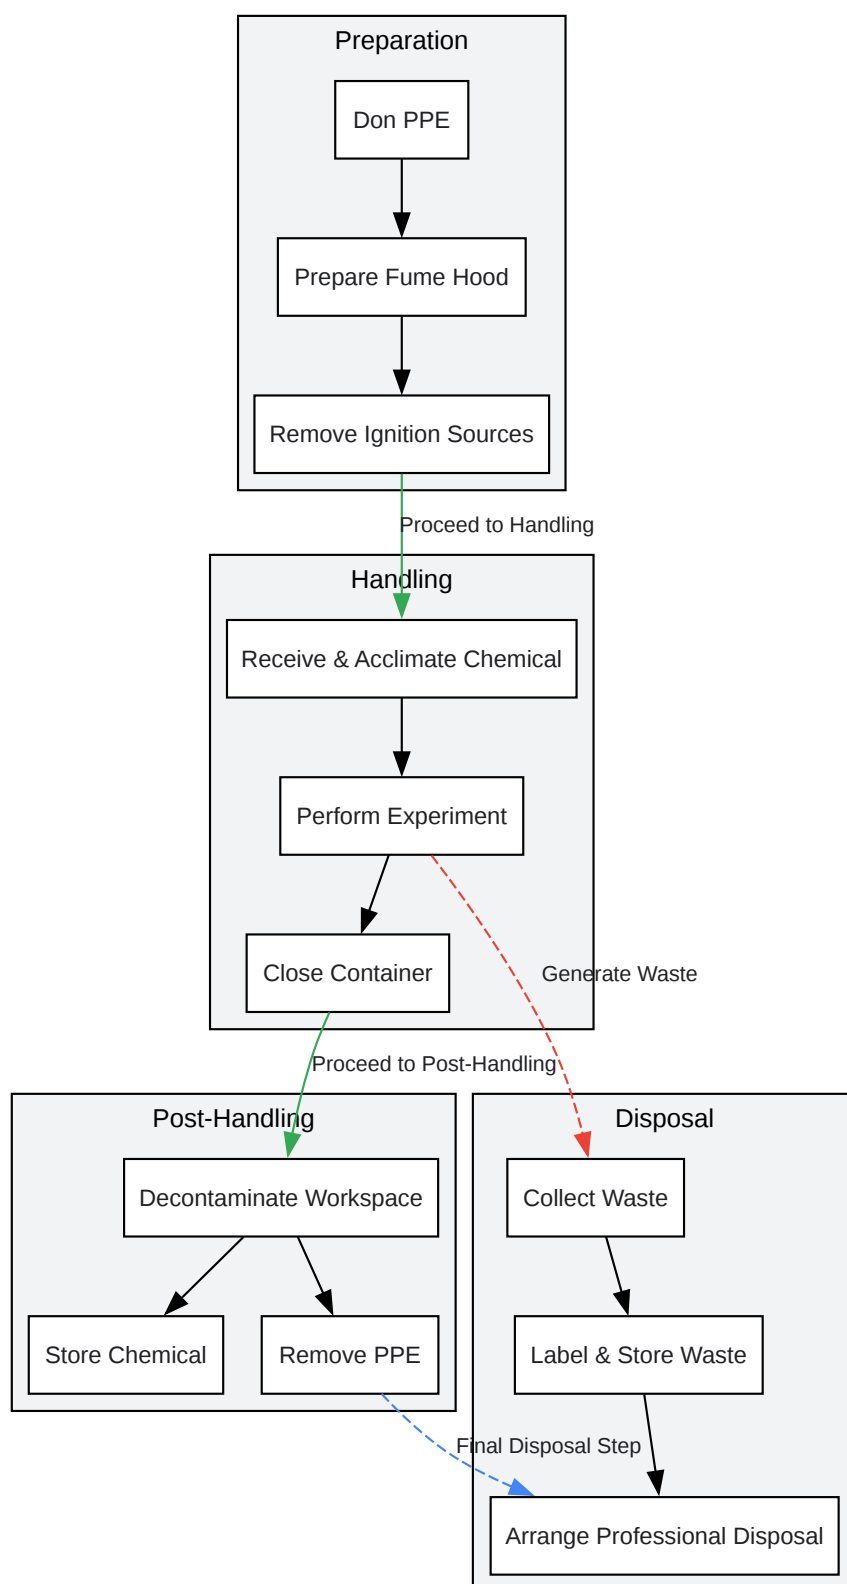 Preparation
Don PPE
Prepare Fume Hood
Remove Ignition Sources
Proceed to Handling
Handling
Receive & Acclimate Chemical
Perform Experiment
Close Container
Generate Waste
Proceed to Post-Handling
Post-Handling
Disposal
Decontaminate Workspace
Collect Waste
Store Chemical
Remove PPE
Label & Store Waste
Final Disposal Step
Arrange Professional Disposal